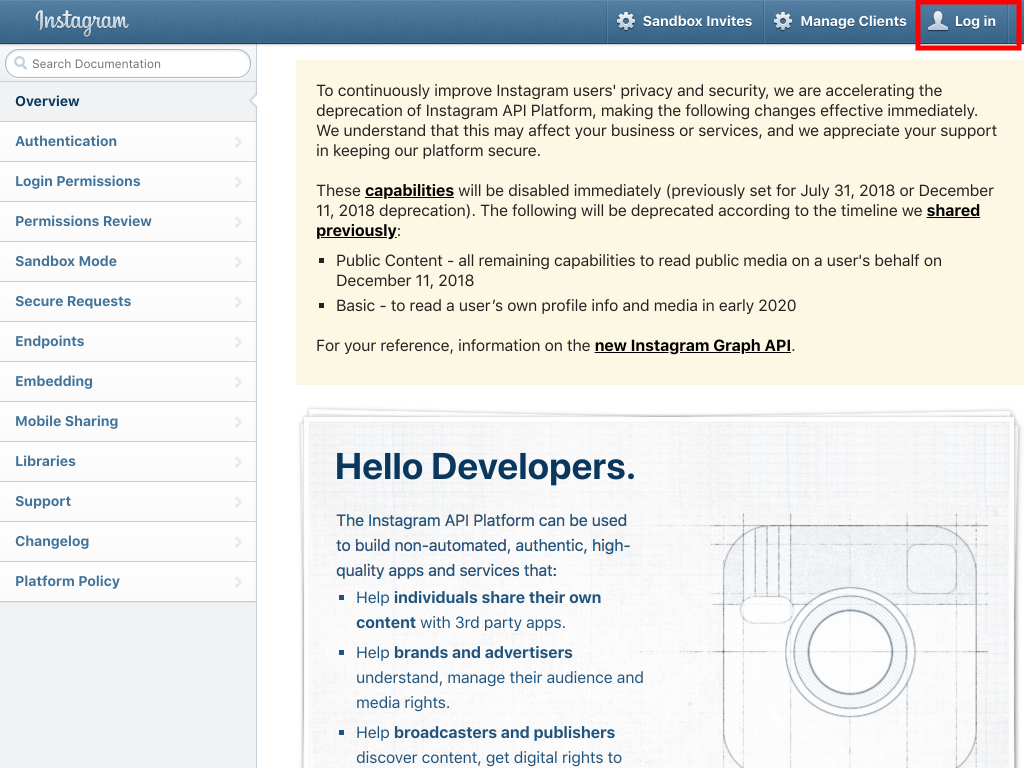 Instagram
Sandbox Invites
Manage Clients
Log in
Search Documentation
Overview
Authentication
Login Permissions
Permissions Review
Sandbox Mode
Secure Requests
Endpoints
Embedding
Mobile Sharing
Libraries
Support
Changelog
Platform Policy
To continuously improve Instagram users' privacy and security, we are accelerating the
deprecation of Instagram API Platform, making the following changes effective immediately.
We understand that this may affect your business or services, and we appreciate your support
in keeping our platform secure.
These capabilities will be disabled immediately (previously set for July 31, 2018 or December
11, 2018 deprecation). The following will be deprecated according to the timeline we shared
previously:
▪ Public Content - all remaining capabilities to read public media on a user's behalf on
December 11, 2018
▪ Basic - to read a user’s own profile info and media in early 2020
For your reference, information on the new Instagram Graph API.
Hello Developers.
The Instagram API Platform can be used
to build non-automated, authentic, high-
quality apps and services that:
▪ Help individuals share their own
content with 3rd party apps.
▪ Help brands and advertisers
understand, manage their audience and
media rights.
▪ Help broadcasters and publishers
discover content, get digital rights to